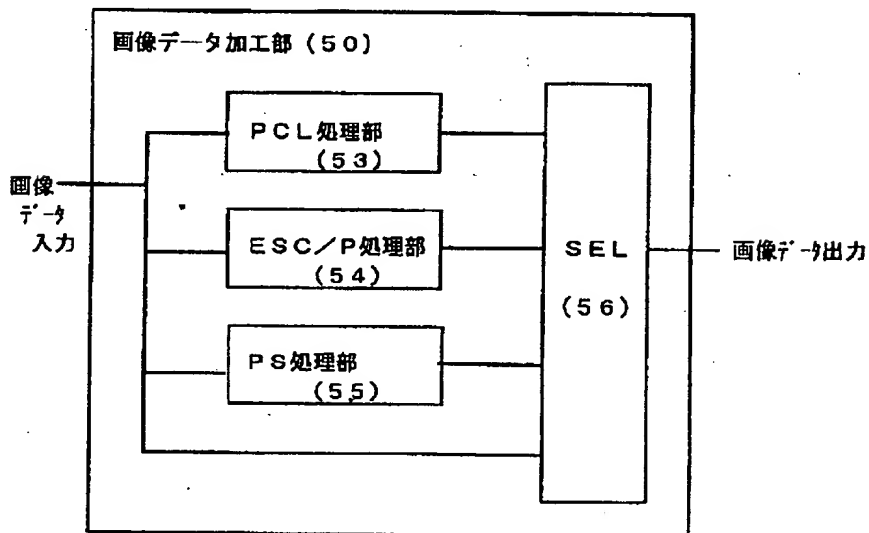 画像データ加工部(50)
PCL処理部
(53)
画像
データ
入力
ESC/P処理部
(54)
SEL
(56)
画像データ出力
PS処理部
(55)